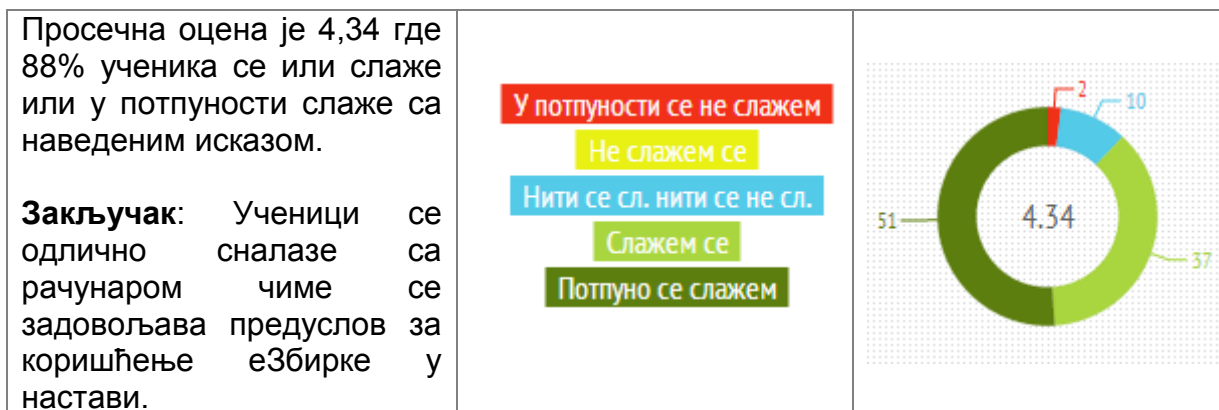 Просечна оцена је 4,34 где
88% ученика се или слаже
или у потпуности слаже са
наведеним исказом.
Закључак: Ученици се
одлично сналазе са
рачунаром чиме се
задовољава предуслов за
коришћење еЗбирке у
настави.
У потпуности се не слажем
Не слажем се
Нити се сл. нити се не сл.
Слажем се
Потпуно се слажем
2
10
51
4.34
37